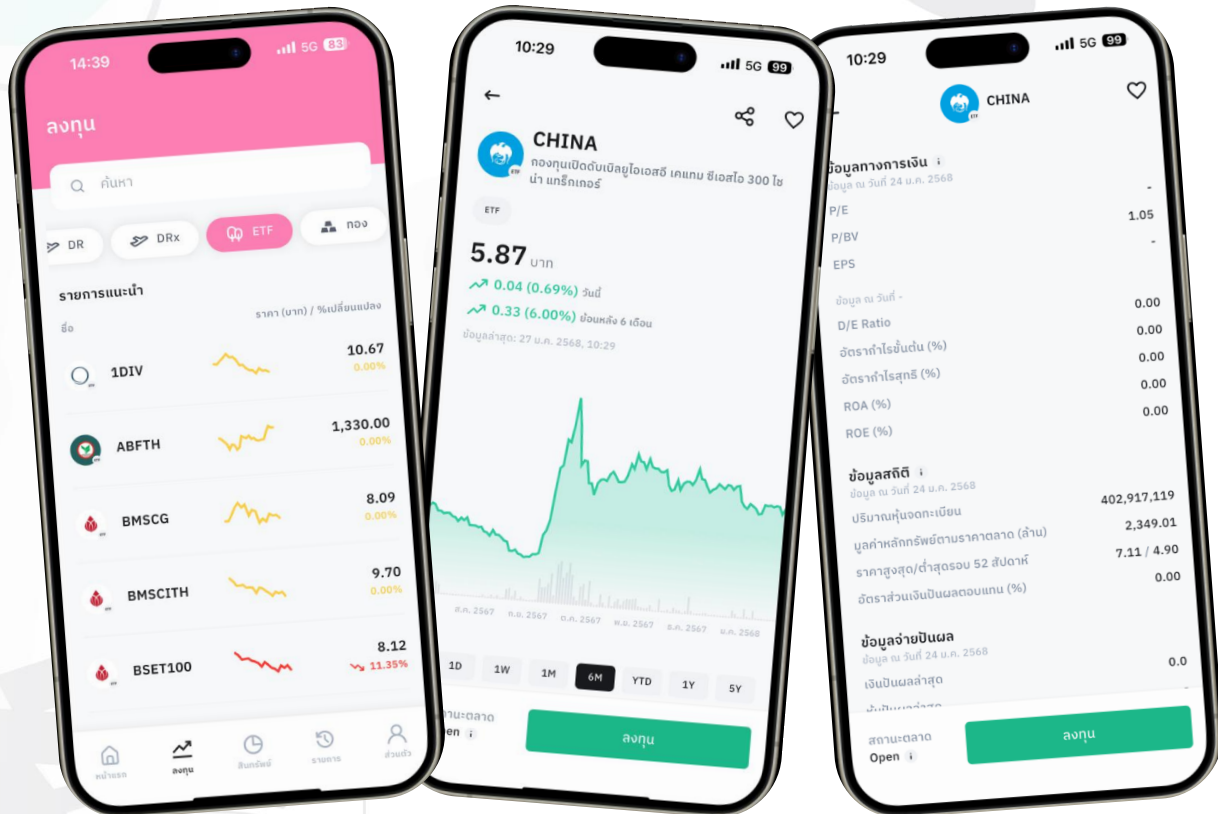 14:39
5G 83
ลงทุน
ค้นหา
DR
DRx
ETF
ทอง
รายการแนะนำ
ชื่อ
ราคา (บาท) / %เปลี่ยนแปลง
1DIV
10.67
0.00%
ABFTH
1,330.00
0.00%
BMSCG
8.09
0.00%
BMSCITH
9.70
0.00%
BSET100
8.12
11.35%
หน้าแรก
ลงทุน
สินทรัพย์
รายการ
ส่วนตัว
10:29
5G 99
CHINA
กองทุนเปิดดับเบิลยูไอเอสอี เคแทม ซีเอสไอ 300 ไช
น่า แทร็กเกอร์
ETF
5.87 บาท
0.04 (0.69%) วันนี้
0.33 (6.00%) ย้อนหลัง 6 เดือน
ข้อมูลล่าสุด: 27 ม.ค. 2568, 10:29
ส.ค. 2567 ก.ย. 2567 ต.ค. 2567 พ.ย. 2567 ธ.ค. 2567 ม.ค. 2568
1D 1W 1M 6M YTD 1Y 5Y
ลงทุน
10:29
5G 99
CHINA
ข้อมูลทางการเงิน i
ข้อมูล ณ วันที่ 24 ม.ค. 2568
P/E -
P/BV 1.05
EPS -
ข้อมูล ณ วันที่ -
D/E Ratio 0.00
อัตรากำไรขั้นต้น (%) 0.00
อัตรากำไรสุทธิ (%) 0.00
ROA (%) 0.00
ROE (%) 0.00
ข้อมูลสถิติ i
ข้อมูล ณ วันที่ 24 ม.ค. 2568
ปริมาณหุ้นจดทะเบียน 402,917,119
มูลค่าหลักทรัพย์ตามราคาตลาด (ล้าน) 2,349.01
ราคาสูงสุด/ต่ำสุดรอบ 52 สัปดาห์ 7.11 / 4.90
อัตราส่วนเงินปันผลตอบแทน (%) 0.00
ข้อมูลจ่ายปันผล
ข้อมูล ณ วันที่ 24 ม.ค. 2568
เงินปันผลล่าสุด 0.0
สถานะตลาด
Open i
ลงทุน